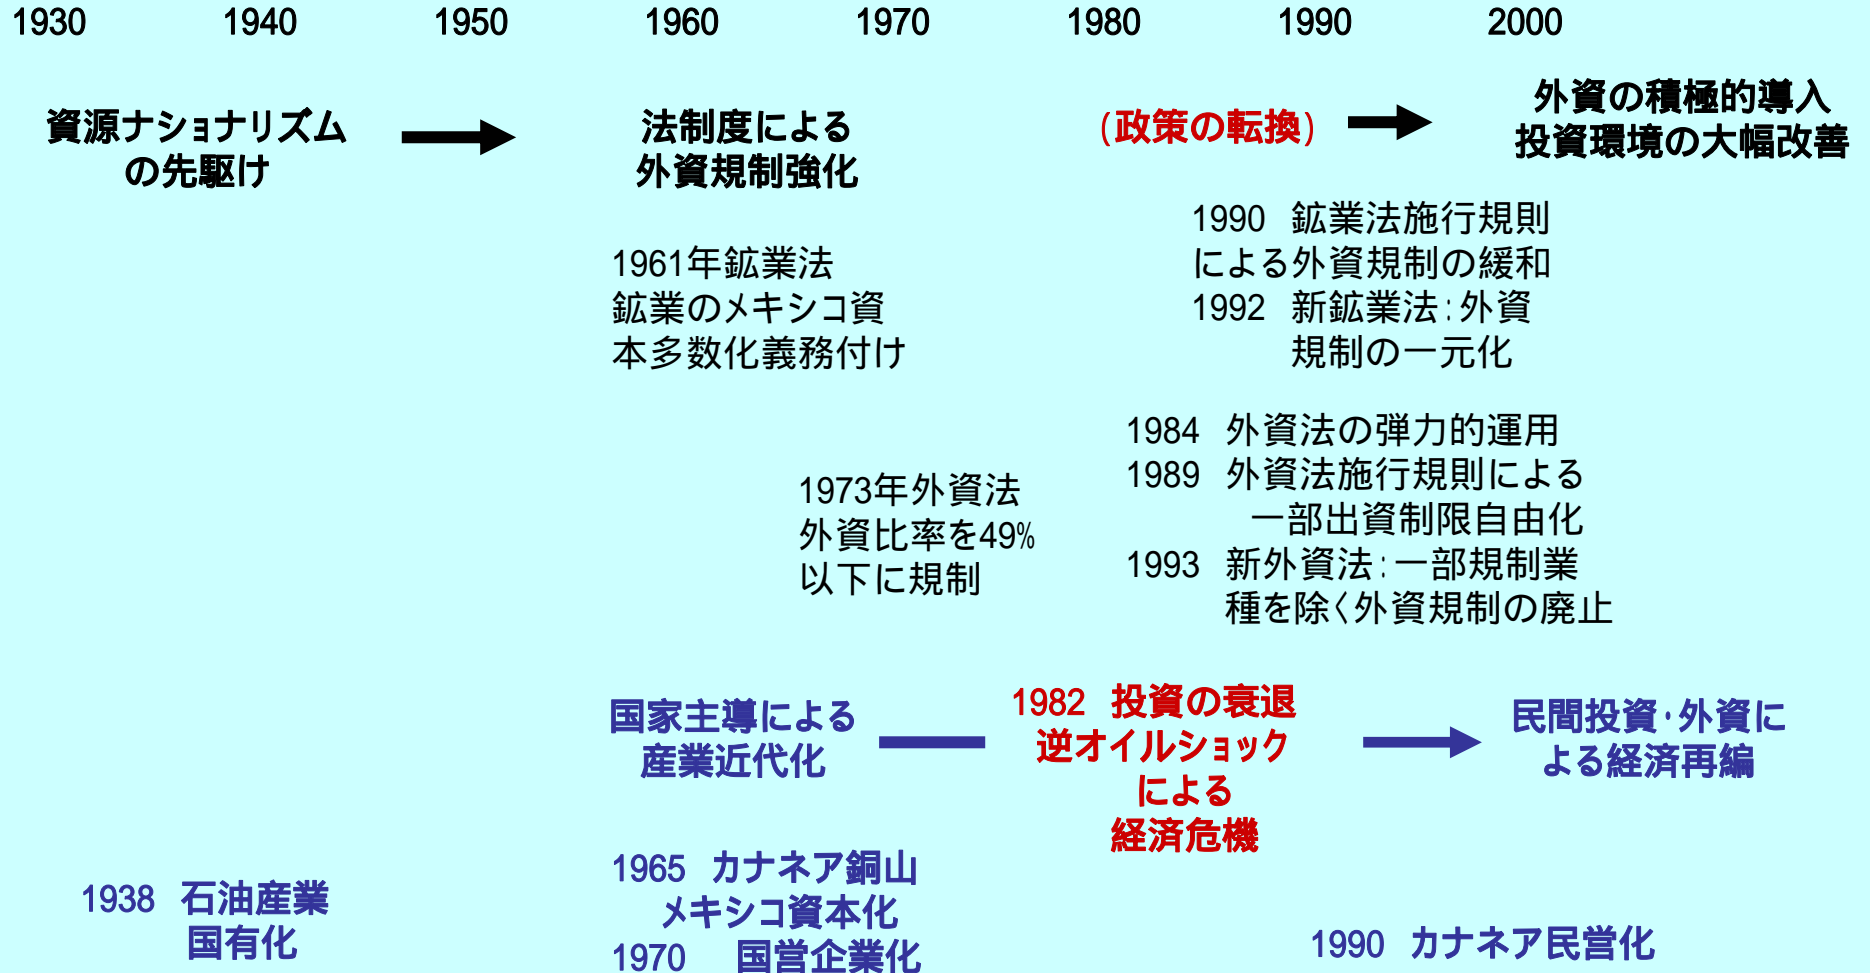 1930 1940 1950 1960 1970 1980 1990 2000
資源ナショナリズム
の先駆け
法制度による
外資規制強化
(政策の転換)
外資の積極的導入
投資環境の大幅改善
1961年鉱業法
鉱業のメキシコ資
本多数化義務付け
1990 鉱業法施行規則
による外資規制の緩和
1992 新鉱業法:外資
規制の一元化
1973年外資法
外資比率を49%
以下に規制
1984 外資法の弾力的運用
1989 外資法施行規則による
一部出資制限自由化
1993 新外資法:一部規制業
種を除く外資規制の廃止
国家主導による
産業近代化
1982 投資の衰退
逆オイルショック
による
経済危機
民間投資・外資に
よる経済再編
1938 石油産業
国有化
1965 カナネア銅山
メキシコ資本化
1970 国営企業化
1990 カナネア民営化